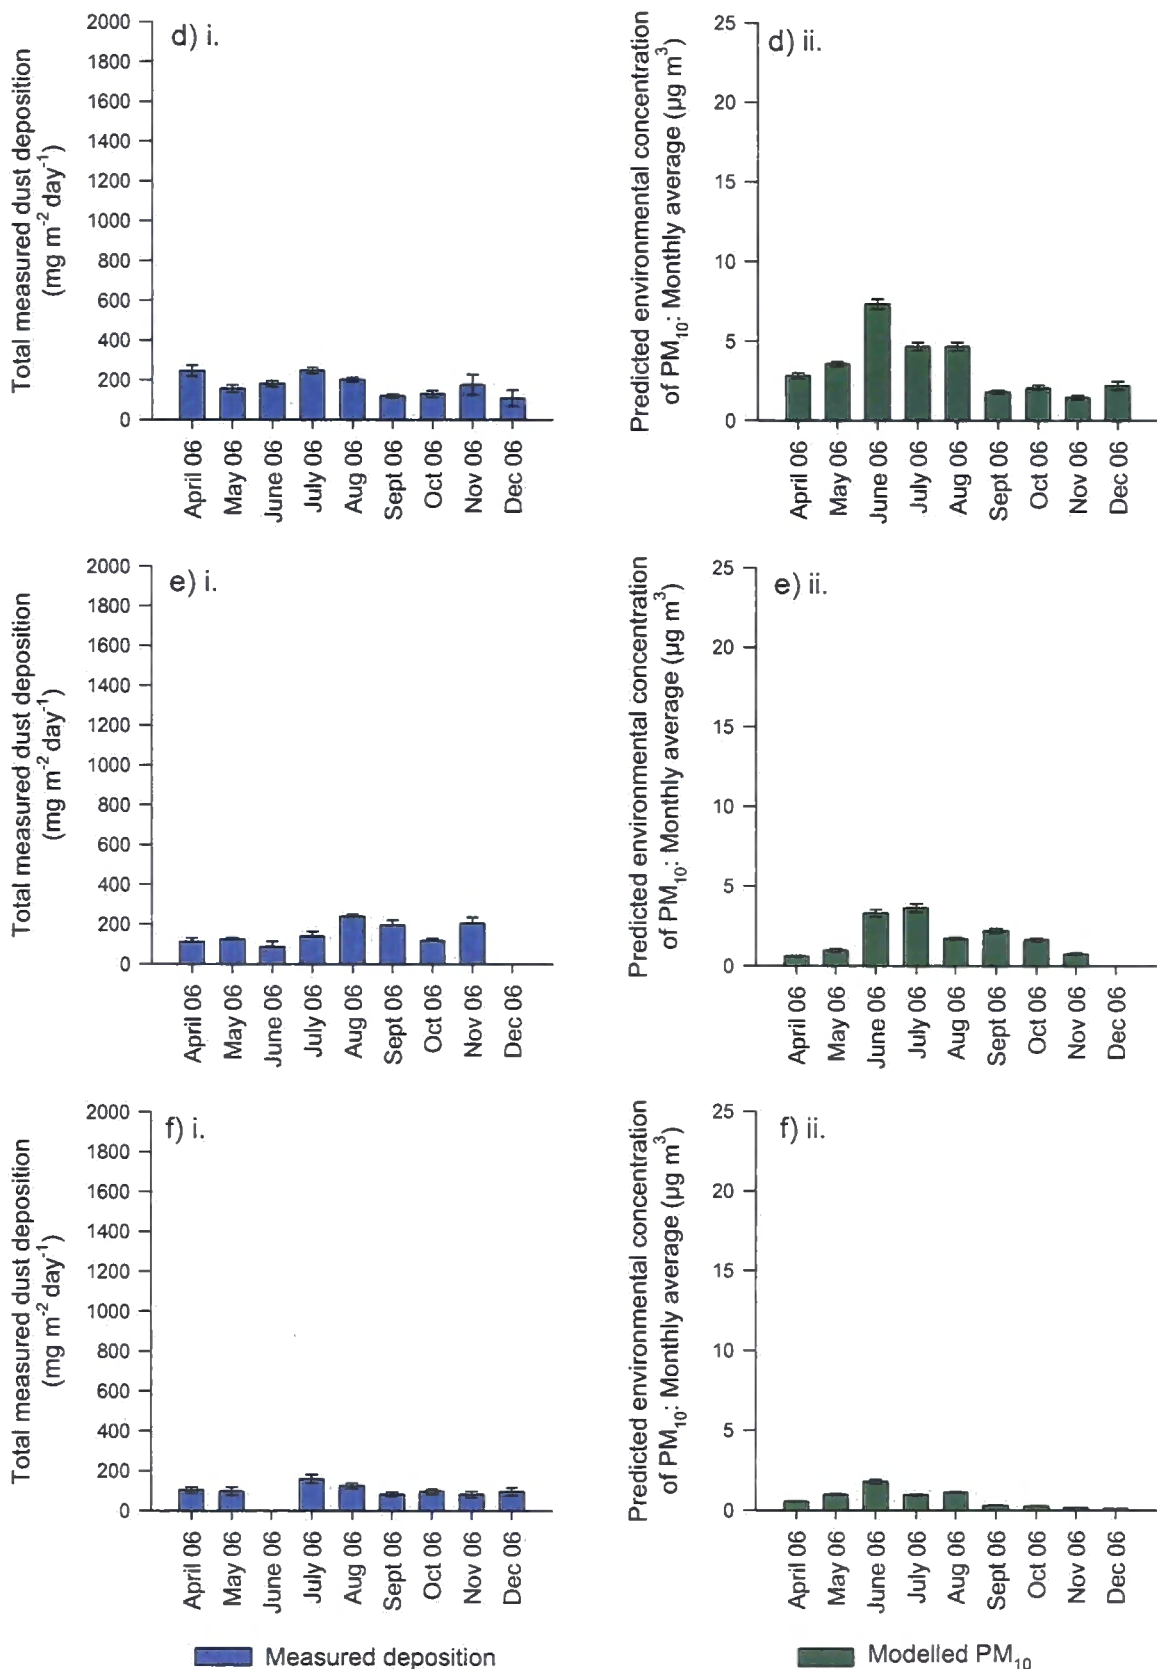 d) i.
Total measured dust deposition
(mg m⁻² day⁻¹)
2000
1800
1600
1400
1200
1000
800
600
400
200
0
April 06
May 06
June 06
July 06
Aug 06
Sept 06
Oct 06
Nov 06
Dec 06
d) ii.
Predicted environmental concentration
of PM₁₀: Monthly average (µg m³)
25
20
15
10
5
0
April 06
May 06
June 06
July 06
Aug 06
Sept 06
Oct 06
Nov 06
Dec 06
e) i.
Total measured dust deposition
(mg m⁻² day⁻¹)
2000
1800
1600
1400
1200
1000
800
600
400
200
0
April 06
May 06
June 06
July 06
Aug 06
Sept 06
Oct 06
Nov 06
Dec 06
e) ii.
Predicted environmental concentration
of PM₁₀: Monthly average (µg m³)
25
20
15
10
5
0
April 06
May 06
June 06
July 06
Aug 06
Sept 06
Oct 06
Nov 06
Dec 06
f) i.
Total measured dust deposition
(mg m⁻² day⁻¹)
2000
1800
1600
1400
1200
1000
800
600
400
200
0
April 06
May 06
June 06
July 06
Aug 06
Sept 06
Oct 06
Nov 06
Dec 06
f) ii.
Predicted environmental concentration
of PM₁₀: Monthly average (µg m³)
25
20
15
10
5
0
April 06
May 06
June 06
July 06
Aug 06
Sept 06
Oct 06
Nov 06
Dec 06
Measured deposition
Modelled PM₁₀